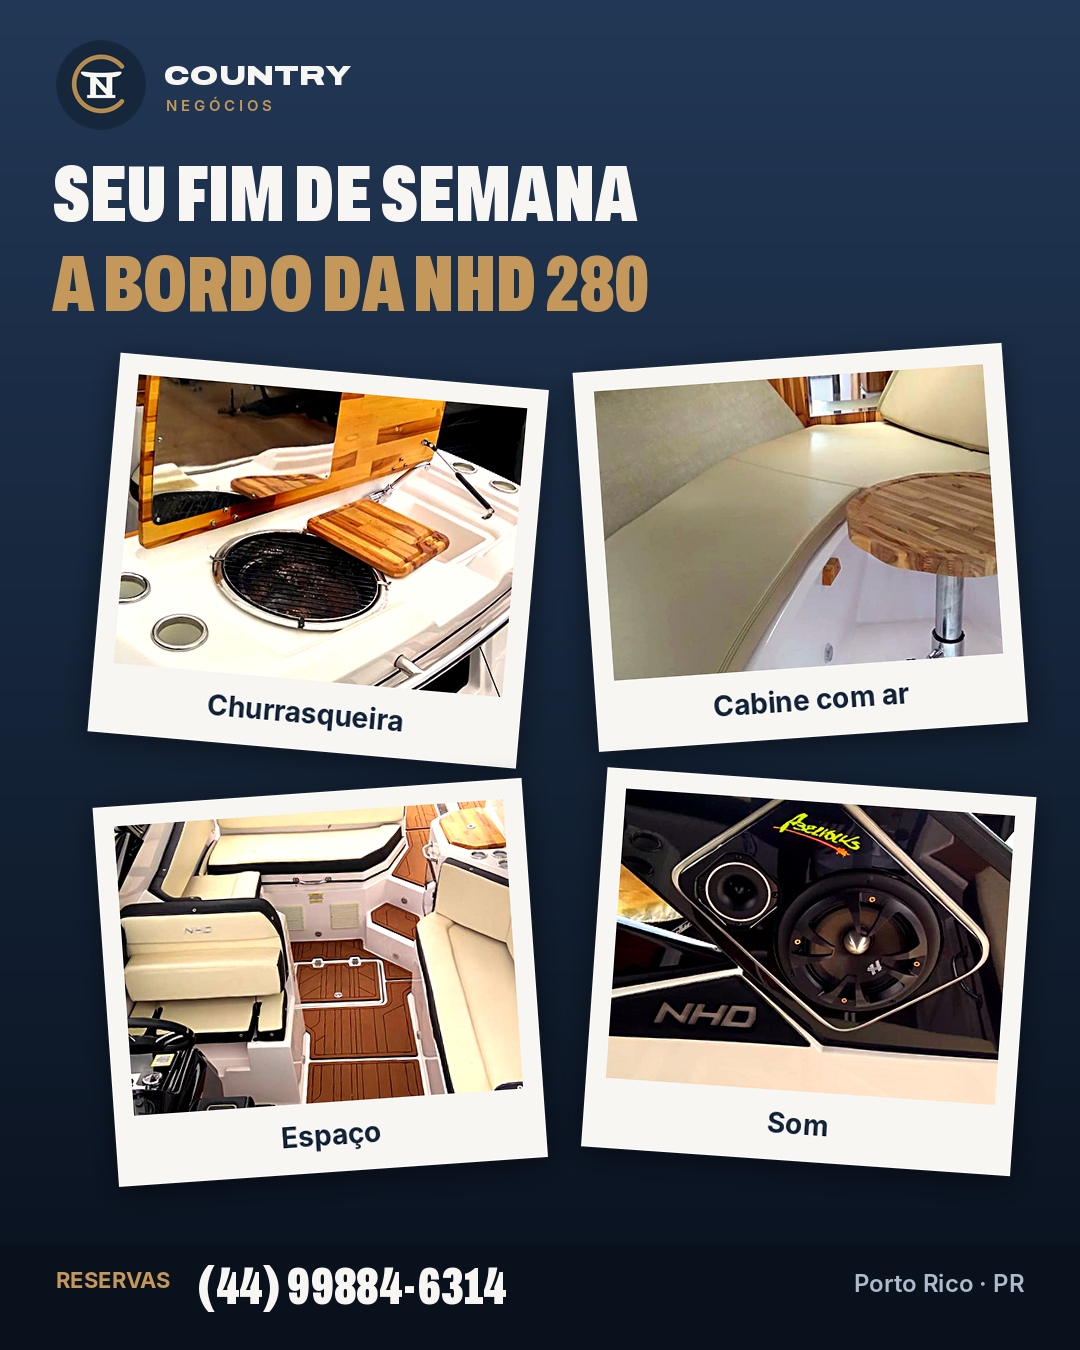 COUNTRY
NEGÓCIOS
SEU FIM DE SEMANA
A BORDO DA NHD 280
Churrasqueira
Cabine com ar
NHD
Espaço
NHD
Som
RESERVAS (44) 99884-6314
Porto Rico · PR